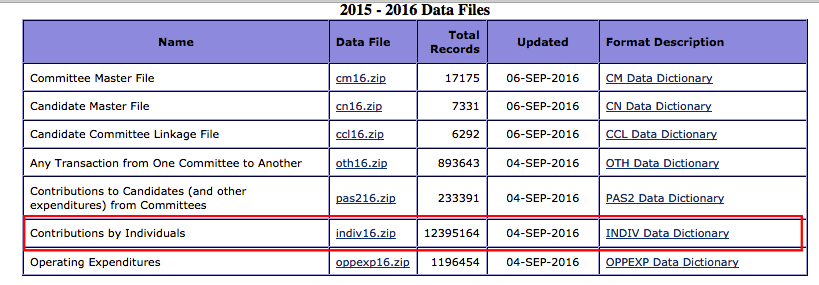 2015 - 2016 Data Files
Name Data File Total Records Updated Format Description
Committee Master File cm16.zip 17175 06-SEP-2016 CM Data Dictionary
Candidate Master File cn16.zip 7331 06-SEP-2016 CN Data Dictionary
Candidate Committee Linkage File ccl16.zip 6292 06-SEP-2016 CCL Data Dictionary
Any Transaction from One Committee to Another oth16.zip 893643 04-SEP-2016 OTH Data Dictionary
Contributions to Candidates (and other
expenditures) from Committees pas216.zip 233391 04-SEP-2016 PAS2 Data Dictionary
Contributions by Individuals indiv16.zip 12395164 04-SEP-2016 INDIV Data Dictionary
Operating Expenditures oppexp16.zip 1196454 04-SEP-2016 OPPEXP Data Dictionary